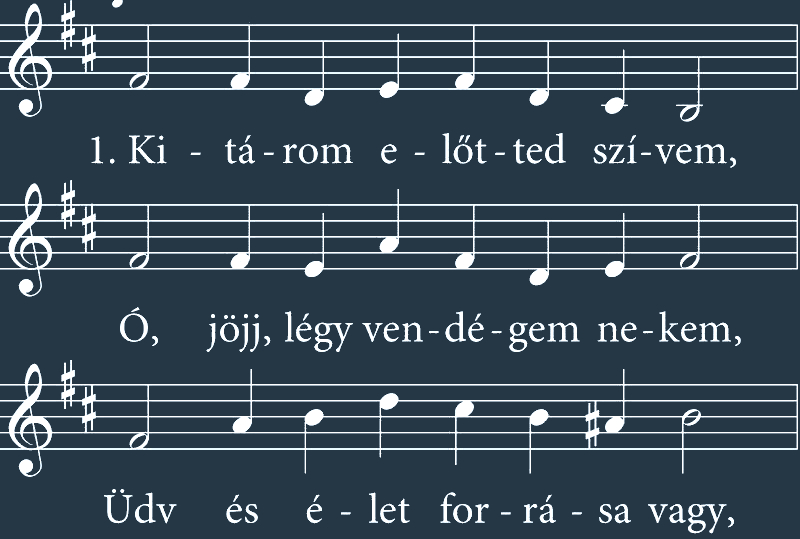 1. Ki - tá - rom e - lőt - ted szí - vem,
Ó, jöjj, légy ven - dé - gem ne - kem,
Üdv és é - let for - rá - sa vagy,